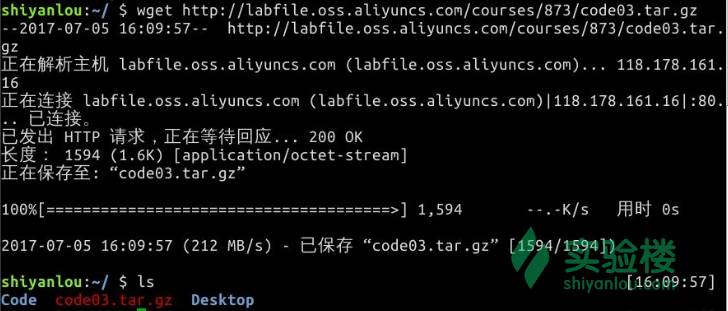 shiyanlou:~/ $ wget http://labfile.oss.aliyuncs.com/courses/873/code03.tar.gz
--2017-07-05 16:09:57--  http://labfile.oss.aliyuncs.com/courses/873/code03.tar.
gz
正在解析主机 labfile.oss.aliyuncs.com (labfile.oss.aliyuncs.com)... 118.178.161.
16
正在连接 labfile.oss.aliyuncs.com (labfile.oss.aliyuncs.com)|118.178.161.16|:80.
.. 已连接。
已发出 HTTP 请求，正在等待回应... 200 OK
长度： 1594 (1.6K) [application/octet-stream]
正在保存至: “code03.tar.gz”
100%[======================================>] 1,594       --.-K/s   用时 0s
2017-07-05 16:09:57 (212 MB/s) - 已保存 “code03.tar.gz” [1594/1594])
shiyanlou:~/ $ ls [16:09:57]
Code  code03.tar.gz  Desktop
实验楼
shiyanlou.com